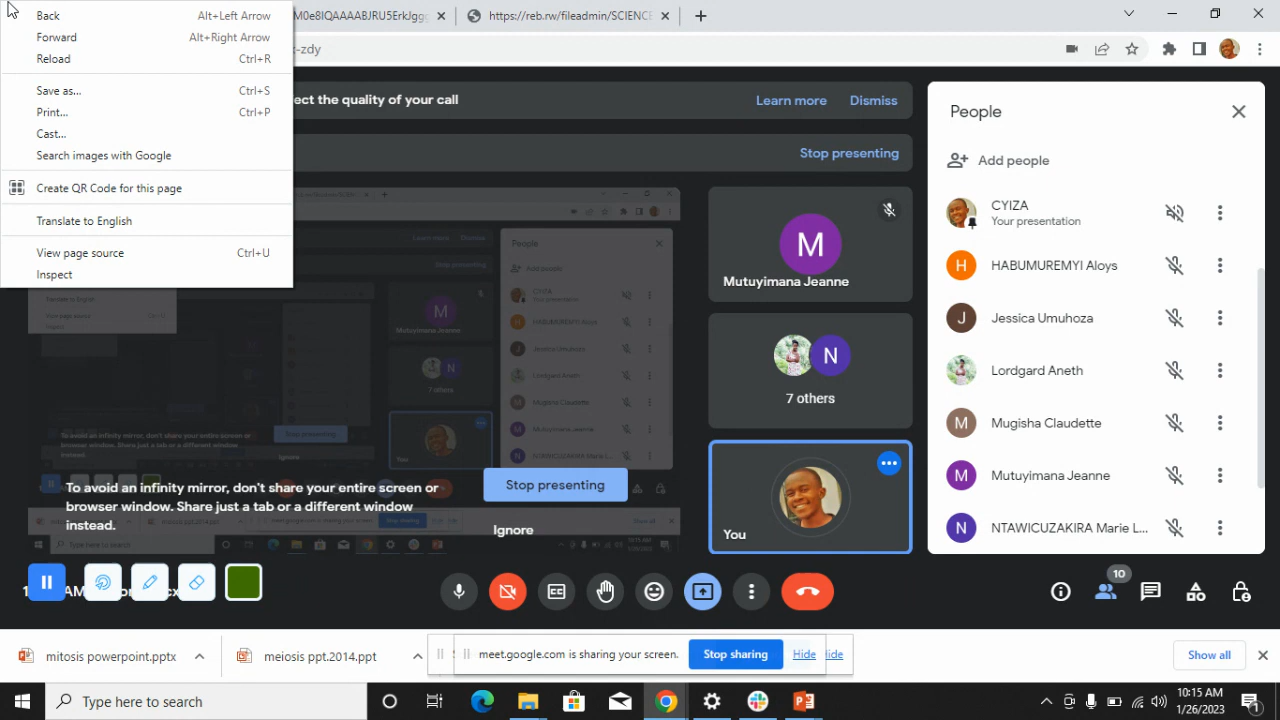 Back Alt+Left Arrow
Forward Alt+Right Arrow
Reload Ctrl+R
Save as... Ctrl+S
Print... Ctrl+P
Cast...
Search images with Google
Create QR Code for this page
Translate to English
View page source Ctrl+U
Inspect
https://reb.rw/fileadmin/SCIENCE
-zdy
ect the quality of your call
Learn more Dismiss
Stop presenting
Mutuyimana Jeanne
M
N
7 others
You
To avoid an infinity mirror, don't share your entire screen or
browser window. Share just a tab or a different window
instead.
Stop presenting
Ignore
People
Add people
CYIZA
Your presentation
H HABUMUREMYI Aloys
J Jessica Umuhoza
Lordgard Aneth
M Mugisha Claudette
M Mutuyimana Jeanne
N NTAWICUZAKIRA Marie L...
10
mitosis powerpoint.pptx
meiosis ppt.2014.pptx
meet.google.com is sharing your screen.
Stop sharing
Hide
ide
Show all
Type here to search
10:15 AM
1/26/2023
1